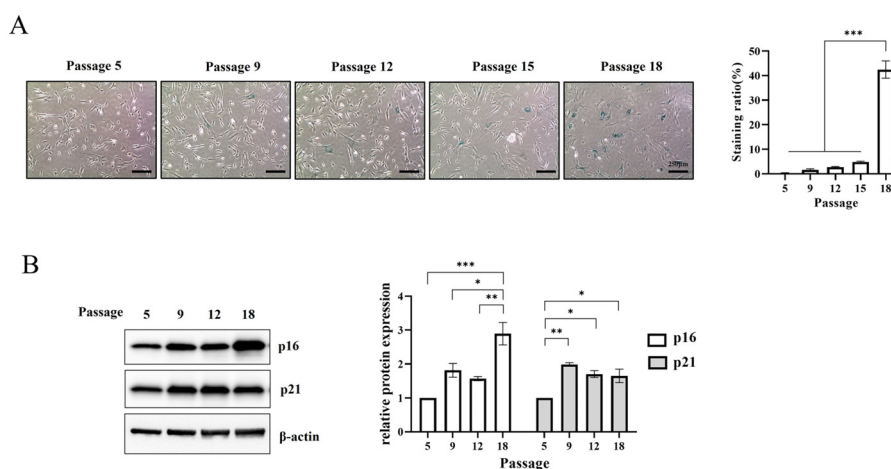 A
Passage 5 Passage 9 Passage 12 Passage 15 Passage 18
250μm
***
Staining ratio(%)
50
40
30
20
10
0
5 9 12 15 18
Passage
B
Passage 5 9 12 18
p16
p21
β-actin
relative protein expression
4
3
2
1
0
***
*
**
*
*
**
5 9 12 18 5 9 12 18
Passage
p16
p21